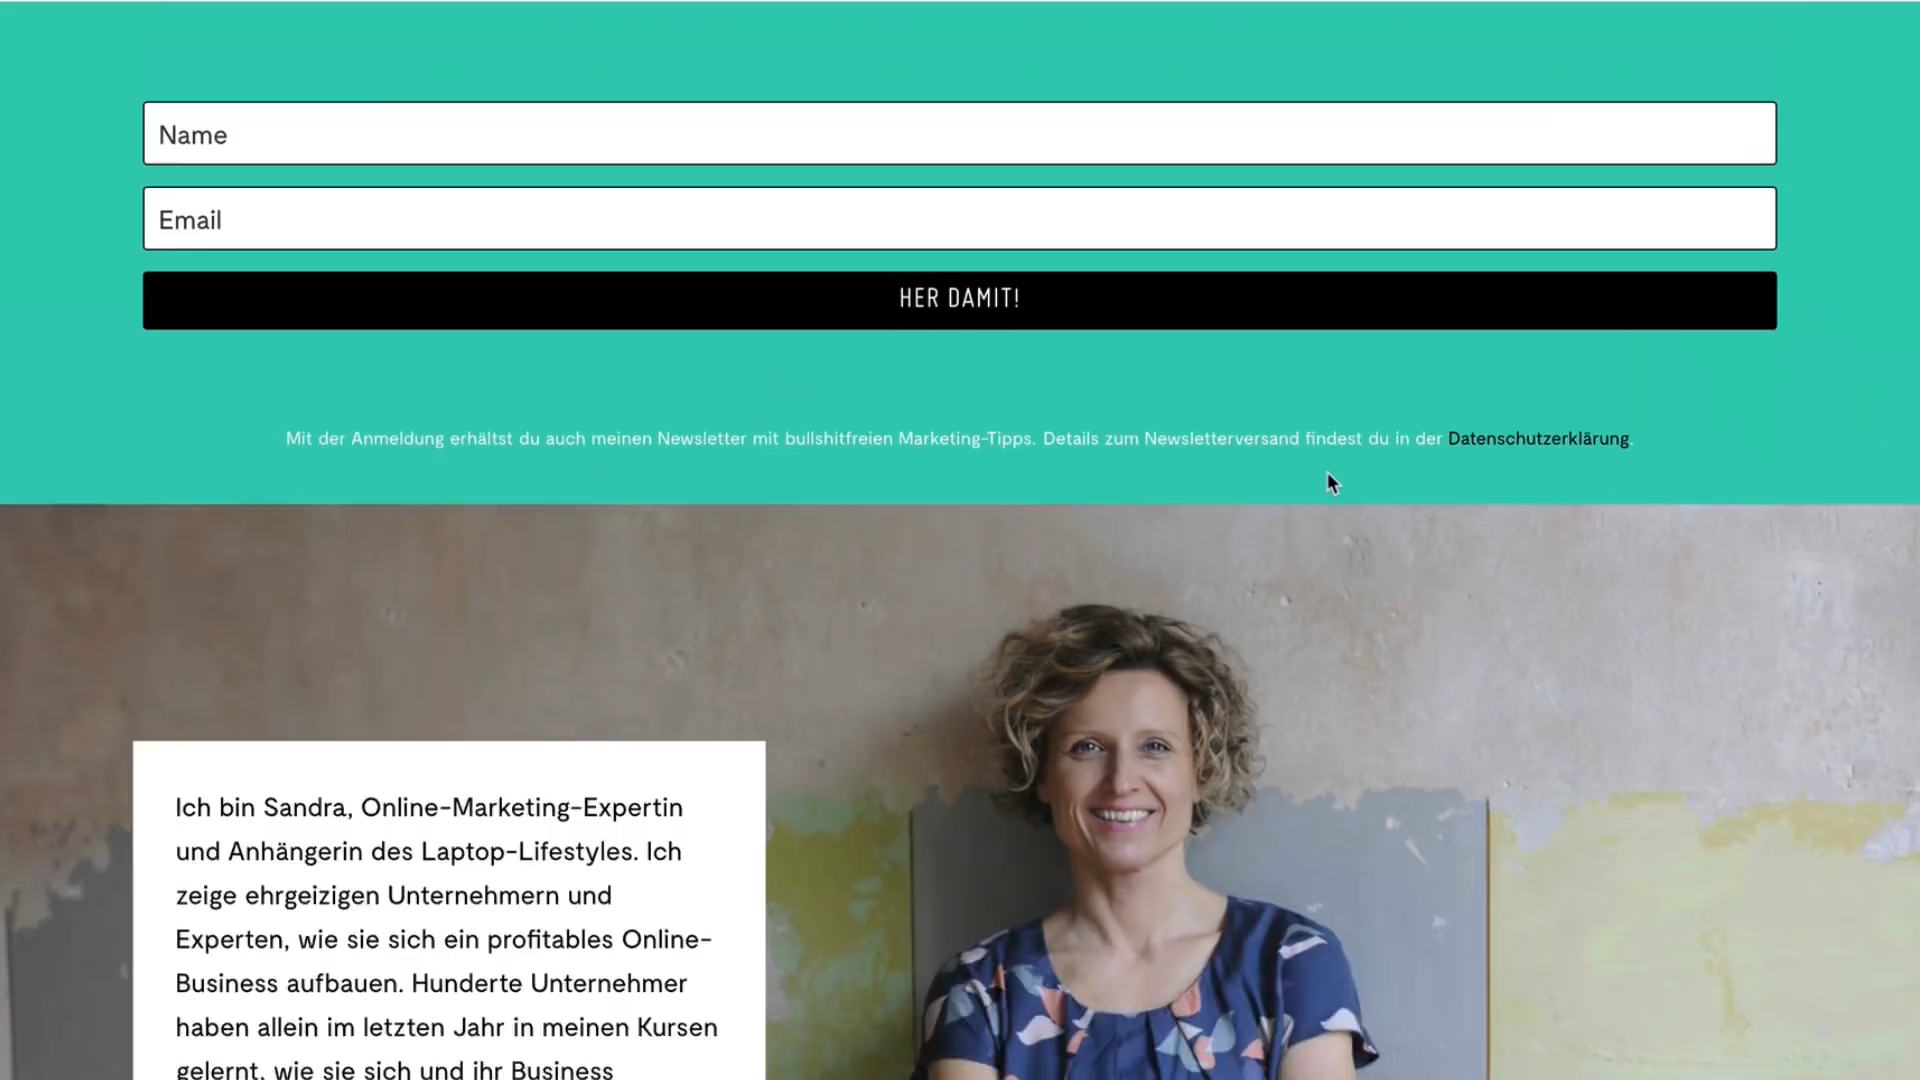 Name
Email
HER DAMIT!
Mit der Anmeldung erhältst du auch meinen Newsletter mit bullshitfreien Marketing-Tipps. Details zum Newsletterversand findest du in der Datenschutzerklärung.
Ich bin Sandra, Online-Marketing-Expertin
und Anhängerin des Laptop-Lifestyles. Ich
zeige ehrgeizigen Unternehmern und
Experten, wie sie sich ein profitables Online-
Business aufbauen. Hunderte Unternehmer
haben allein im letzten Jahr in meinen Kursen
gelernt, wie sie sich und ihr Business